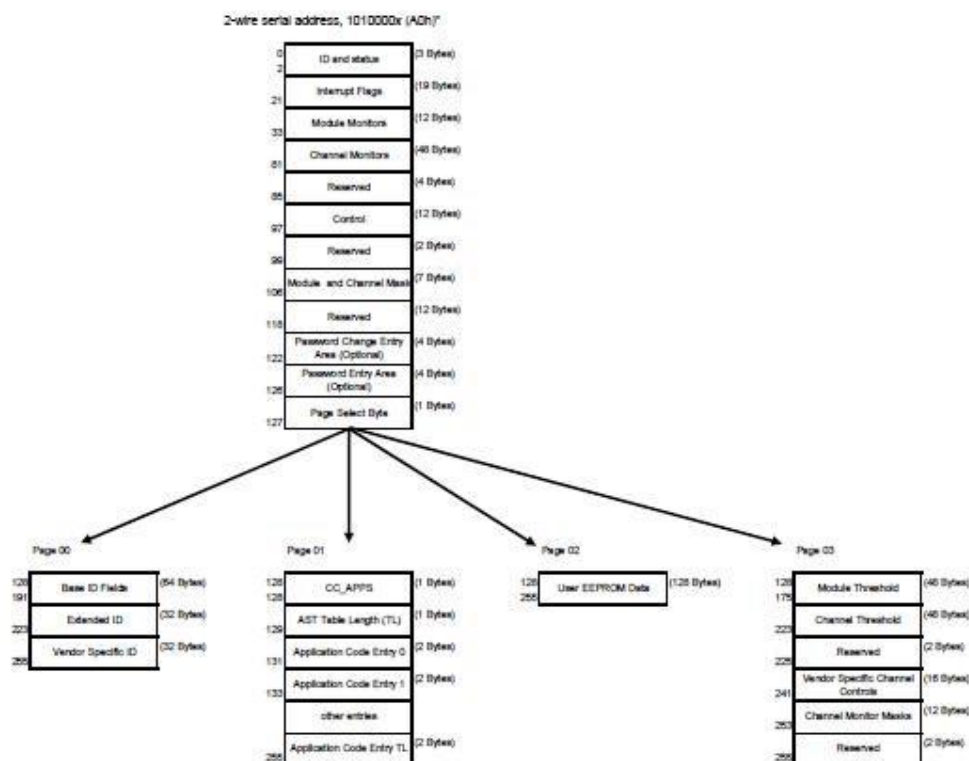 2-wire serial address, 1010000x (A0h)"
0
2
ID and status
(3 Bytes)
21
Interrupt Flags
(19 Bytes)
33
Module Monitors
(12 Bytes)
81
Channel Monitors
(48 Bytes)
85
Reserved
(4 Bytes)
97
Control
(12 Bytes)
99
Reserved
(2 Bytes)
106
Module and Channel Mask
(7 Bytes)
118
Reserved
(12 Bytes)
122
Password Change Entry
Area (Optional)
(4 Bytes)
126
Password Entry Area
(Optional)
(4 Bytes)
127
Page Select Byte
(1 Bytes)
Page 00
128
191
Base ID Fields
(64 Bytes)
223
Extended ID
(32 Bytes)
255
Vendor Specific ID
(32 Bytes)
Page 01
128
128
CC_APPS
(1 Bytes)
129
AST Table Length (TL)
(1 Bytes)
131
Application Code Entry 0
(2 Bytes)
133
Application Code Entry 1
(2 Bytes)
other entries
255
Application Code Entry TL
(2 Bytes)
Page 02
128
255
User EEPROM Data
(128 Bytes)
Page 03
128
175
Module Threshold
(48 Bytes)
223
Channel Threshold
(48 Bytes)
225
Reserved
(2 Bytes)
241
Vendor Specific Channel
Controls
(16 Bytes)
253
Channel Monitor Masks
(12 Bytes)
255
Reserved
(2 Bytes)